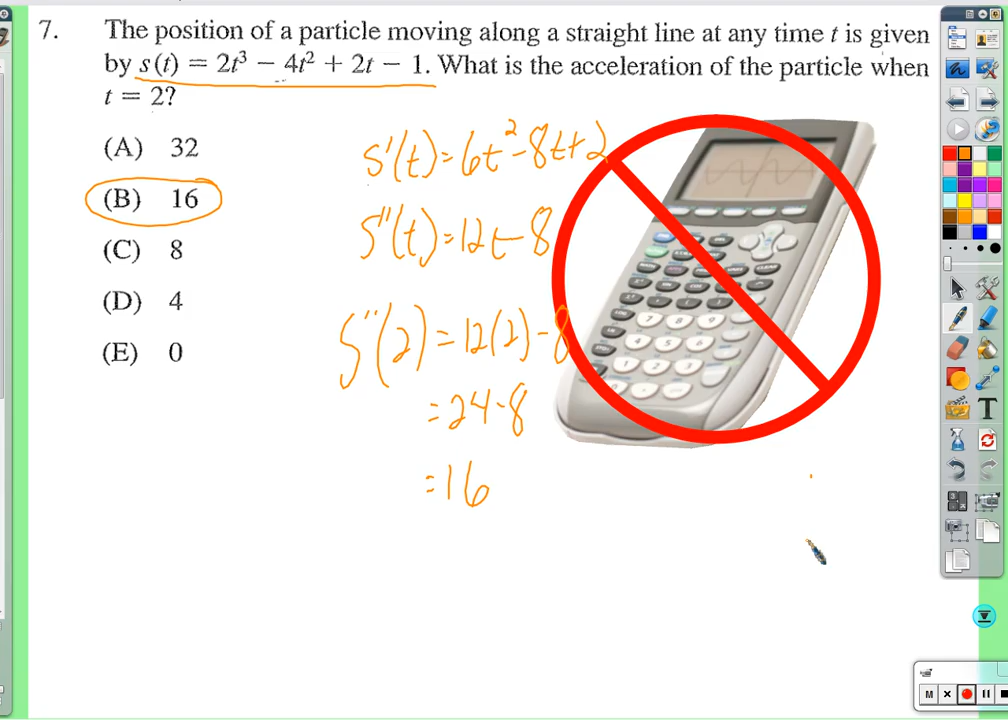 7. The position of a particle moving along a straight line at any time t is given
by s(t) = 2t³ − 4t² + 2t − 1. What is the acceleration of the particle when
t = 2?
(A) 32
(B) 16
(C) 8
(D) 4
(E) 0
s'(t) = 6t² - 8t + 2
s''(t) = 12t - 8
s''(2) = 12(2) - 8
= 24 - 8
= 16
T
M